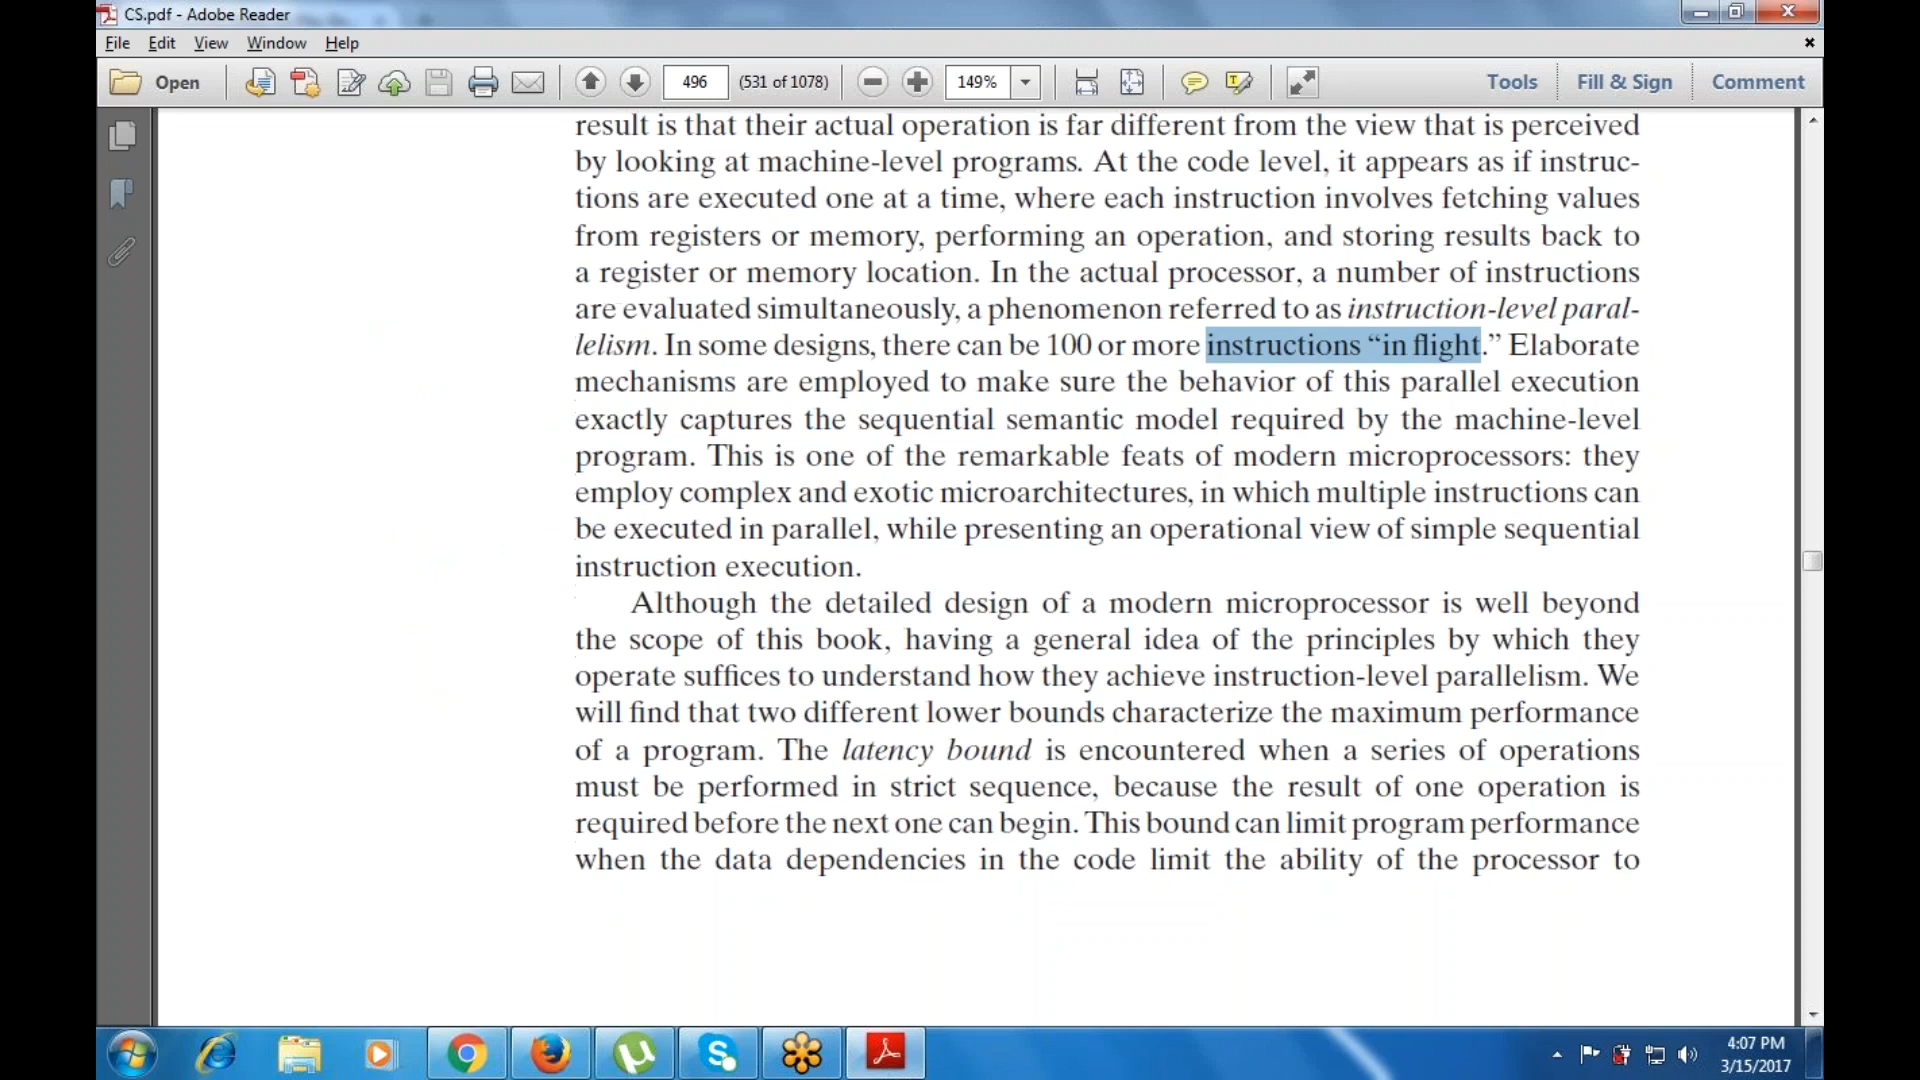 CS.pdf - Adobe Reader
File Edit View Window Help
Open 496 (531 of 1078) 149% Tools Fill & Sign Comment
result is that their actual operation is far different from the view that is perceived
by looking at machine-level programs. At the code level, it appears as if instruc-
tions are executed one at a time, where each instruction involves fetching values
from registers or memory, performing an operation, and storing results back to
a register or memory location. In the actual processor, a number of instructions
are evaluated simultaneously, a phenomenon referred to as instruction-level paral-
lelism. In some designs, there can be 100 or more instructions “in flight.” Elaborate
mechanisms are employed to make sure the behavior of this parallel execution
exactly captures the sequential semantic model required by the machine-level
program. This is one of the remarkable feats of modern microprocessors: they
employ complex and exotic microarchitectures, in which multiple instructions can
be executed in parallel, while presenting an operational view of simple sequential
instruction execution.
Although the detailed design of a modern microprocessor is well beyond
the scope of this book, having a general idea of the principles by which they
operate suffices to understand how they achieve instruction-level parallelism. We
will find that two different lower bounds characterize the maximum performance
of a program. The latency bound is encountered when a series of operations
must be performed in strict sequence, because the result of one operation is
required before the next one can begin. This bound can limit program performance
when the data dependencies in the code limit the ability of the processor to
4:07 PM
3/15/2017